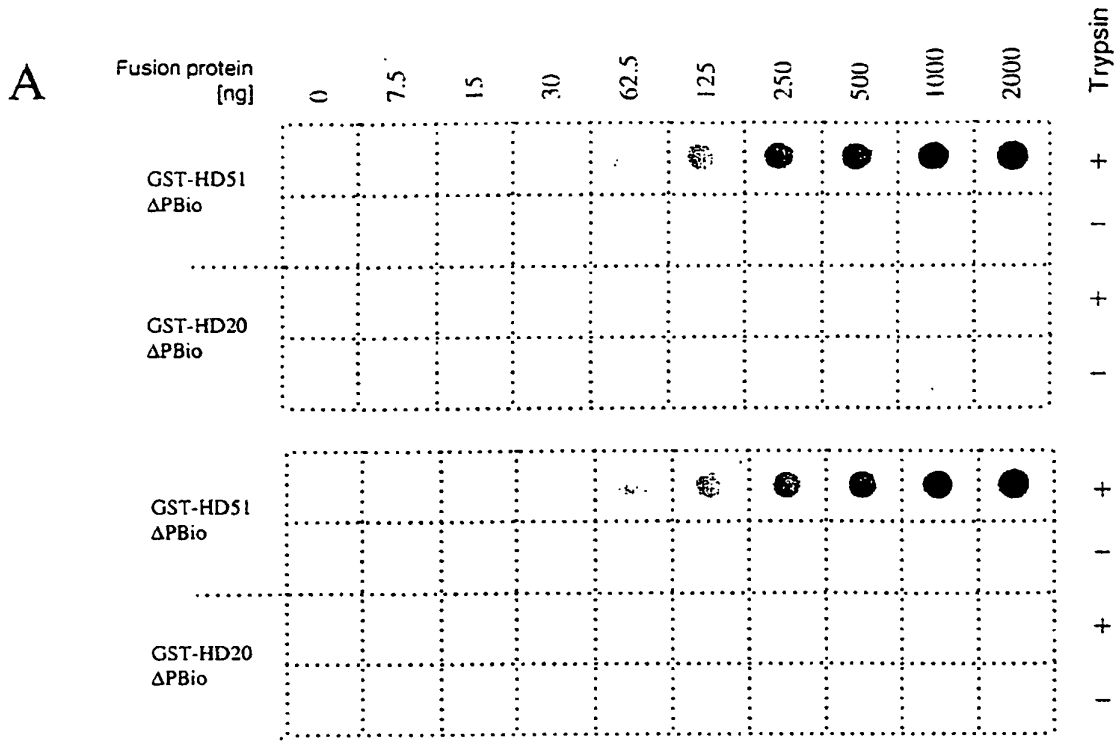 A
Fusion protein
[ng]
0 7.5 15 30 62.5 125 250 500 1000 2000
Trypsin
GST-HD51
ΔPBio
+
−
GST-HD20
ΔPBio
+
−
GST-HD51
ΔPBio
+
−
GST-HD20
ΔPBio
+
−